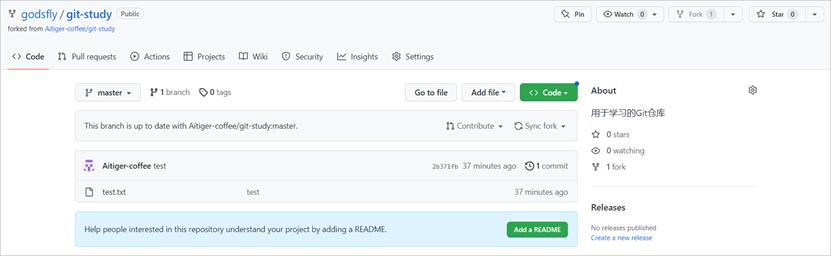 godsfly / git-study Public
Pin
Watch 0
Fork 1
Star 0
forked from Aitiger-coffee/git-study
Code
Pull requests
Actions
Projects
Wiki
Security
Insights
Settings
master
1 branch
0 tags
Go to file
Add file
Code
This branch is up to date with Aitiger-coffee/git-study:master.
Contribute
Sync fork
Aitiger-coffee test
2b371fb 37 minutes ago
1 commit
test.txt
test
37 minutes ago
Help people interested in this repository understand your project by adding a README.
Add a README
About
用于学习的Git仓库
0 stars
0 watching
1 fork
Releases
No releases published
Create a new release